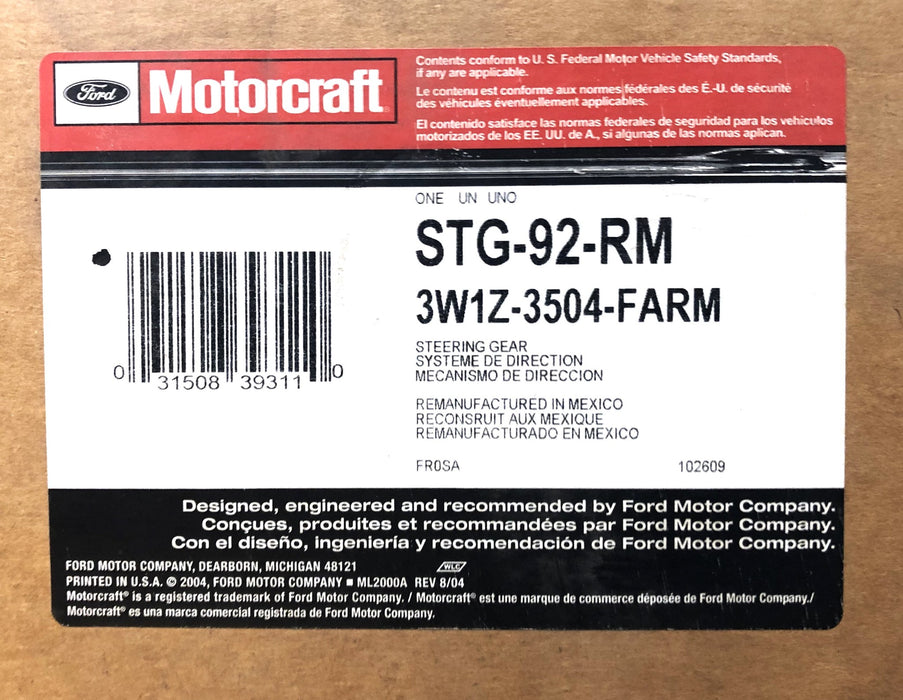 Ford
Motorcraft
Contents conform to U. S. Federal Motor Vehicle Safety Standards,
if any are applicable.
Le contenu est conforme aux normes fédérales des É.-U. de sécurité
des véhicules éventuellement applicables.
El contenido satisface las normas federales de seguridad para los vehículos
motorizados de los EE. UU. de A., si algunas de las normas aplican.
ONE UN UNO
STG-92-RM
3W1Z-3504-FARM
STEERING GEAR
SYSTEME DE DIRECTION
MECANISMO DE DIRECCION
REMANUFACTURED IN MEXICO
RECONSRUIT AUX MEXIQUE
REMANUFACTURADO EN MEXICO
FR0SA 102609
0 31508 39311 0
Designed, engineered and recommended by Ford Motor Company.
Conçues, produites et recommandées par Ford Motor Company.
Con el diseño, ingeniería y recomendación de Ford Motor Company.
FORD MOTOR COMPANY, DEARBORN, MICHIGAN 48121 WLC
PRINTED IN U.S.A. © 2004, FORD MOTOR COMPANY ■ ML2000A REV 8/04
Motorcraft® is a registered trademark of Ford Motor Company. / Motorcraft® est une marque de commerce déposée de Ford Motor Company./
Motorcraft® es una marca comercial registrada de Ford Motor Company.